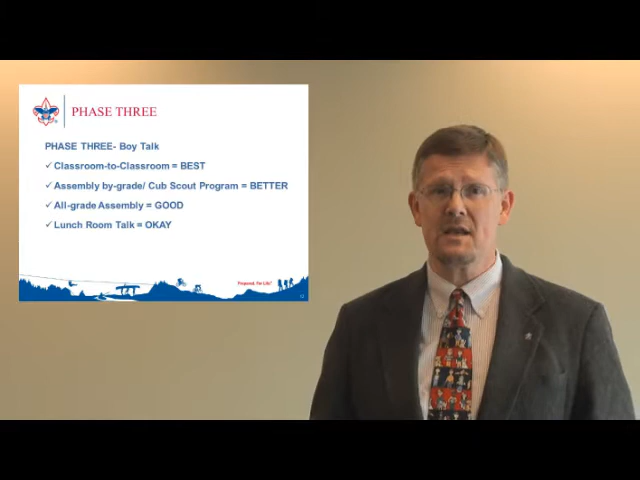 PHASE THREE
PHASE THREE- Boy Talk
✓Classroom-to-Classroom = BEST
✓Assembly by-grade/ Cub Scout Program = BETTER
✓All-grade Assembly = GOOD
✓Lunch Room Talk = OKAY
Prepared. For Life.®